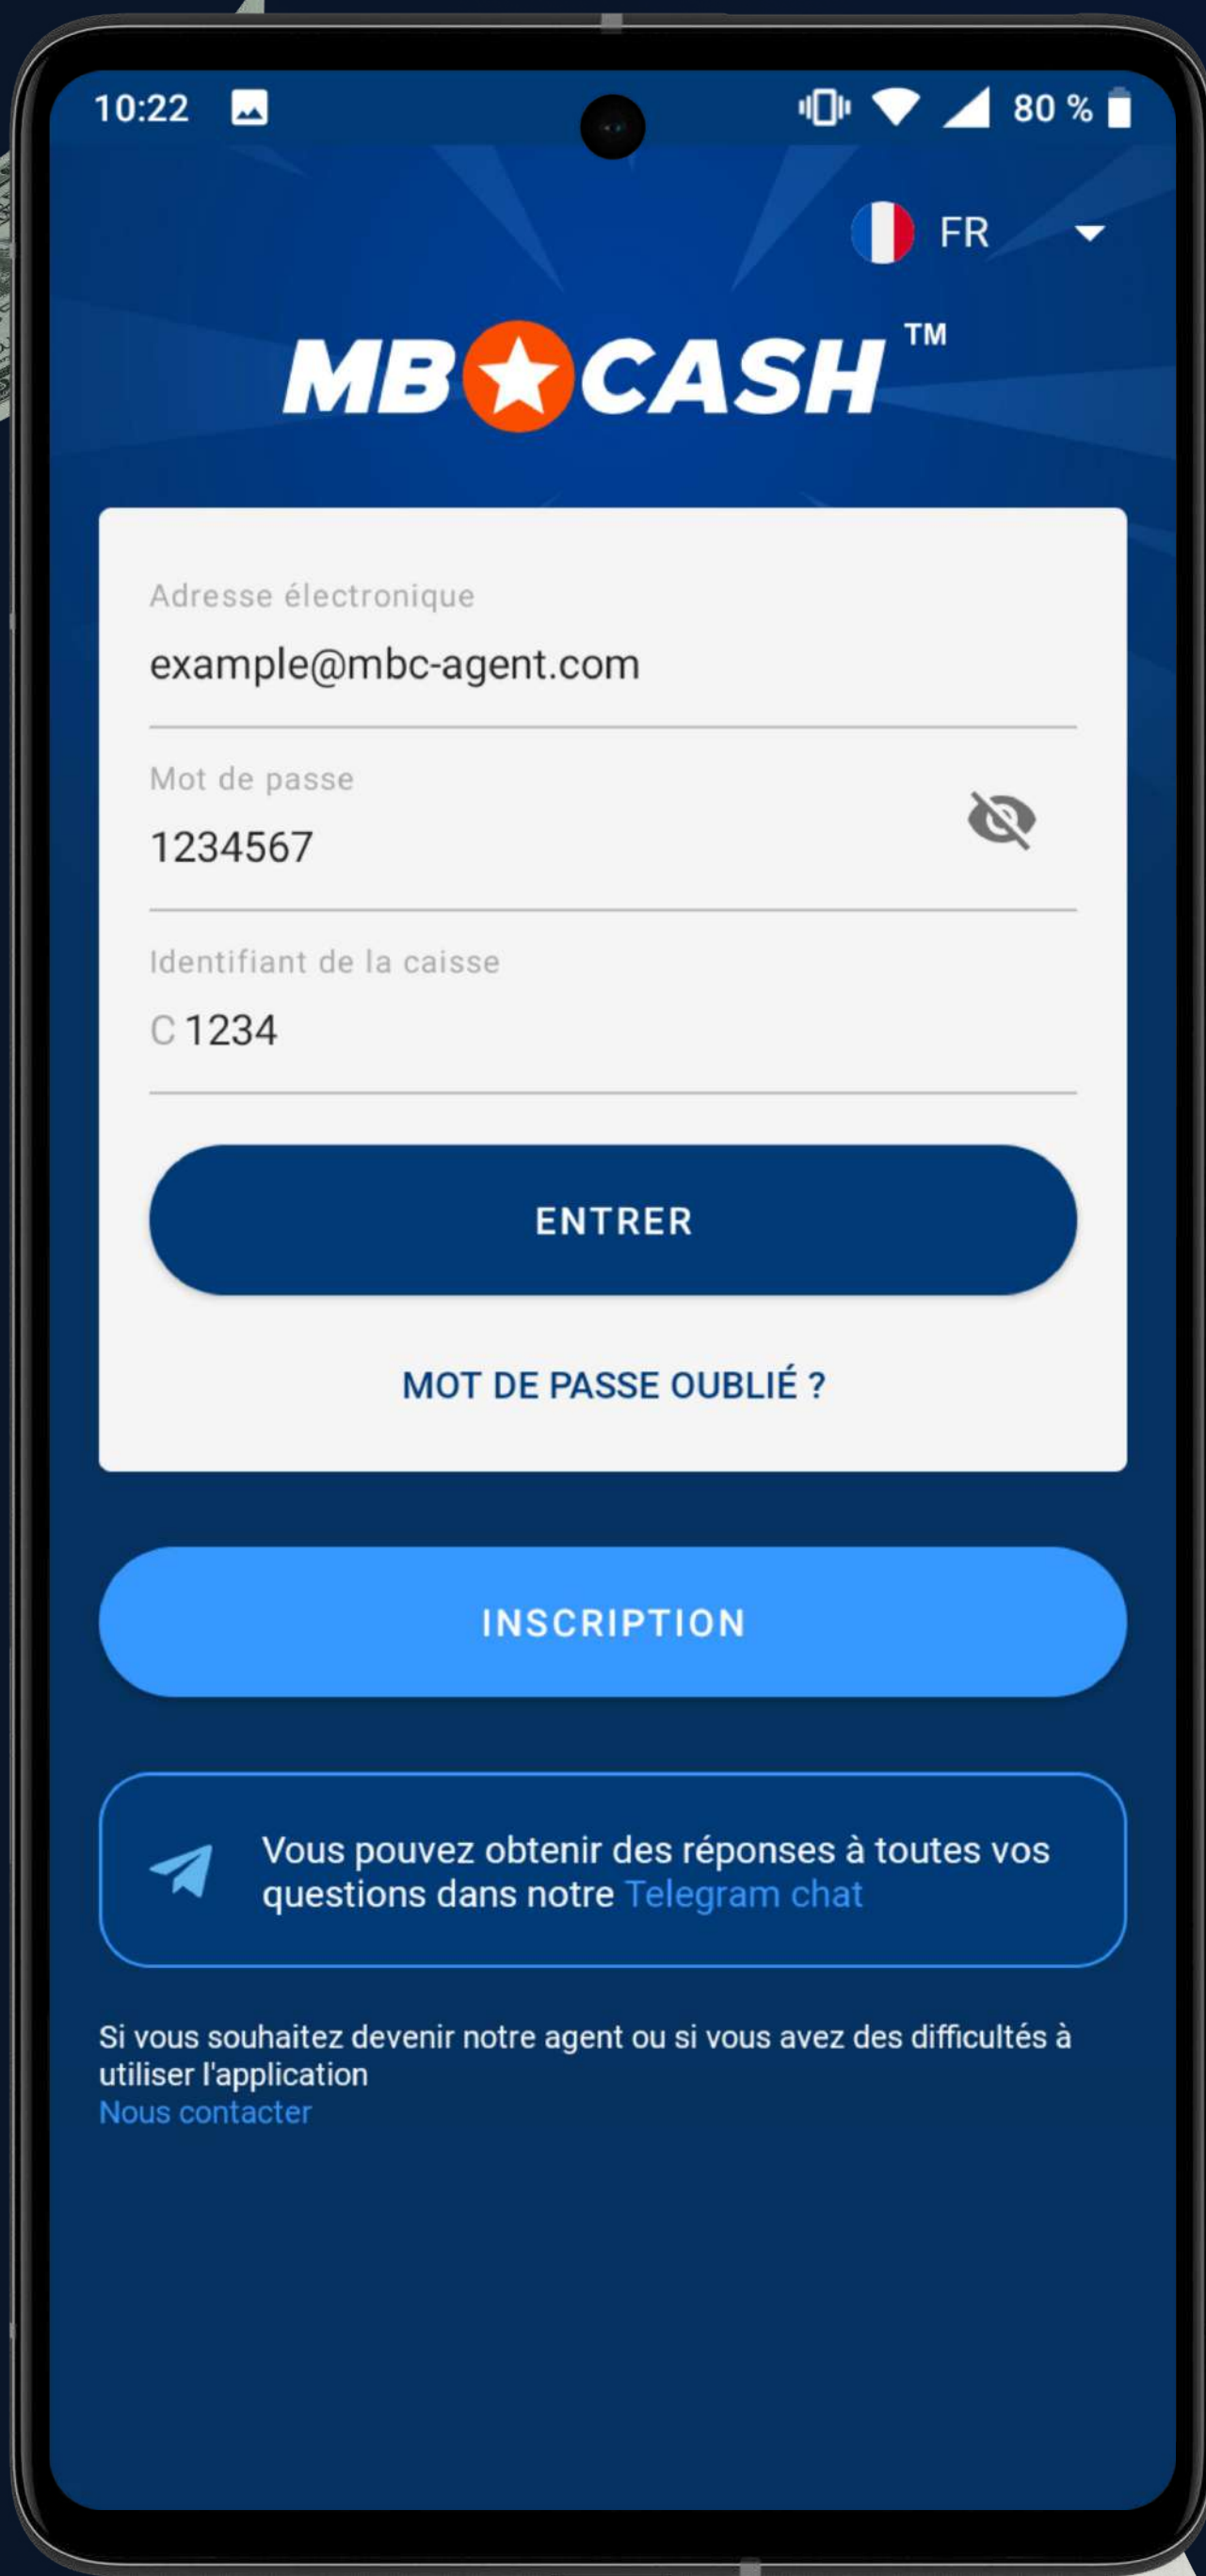 10:22 80 %
FR
MB CASH ™
Adresse électronique
example@mbc-agent.com
Mot de passe
1234567
Identifiant de la caisse
C 1234
ENTRER
MOT DE PASSE OUBLIÉ ?
INSCRIPTION
Vous pouvez obtenir des réponses à toutes vos
questions dans notre Telegram chat
Si vous souhaitez devenir notre agent ou si vous avez des difficultés à
utiliser l'application
Nous contacter